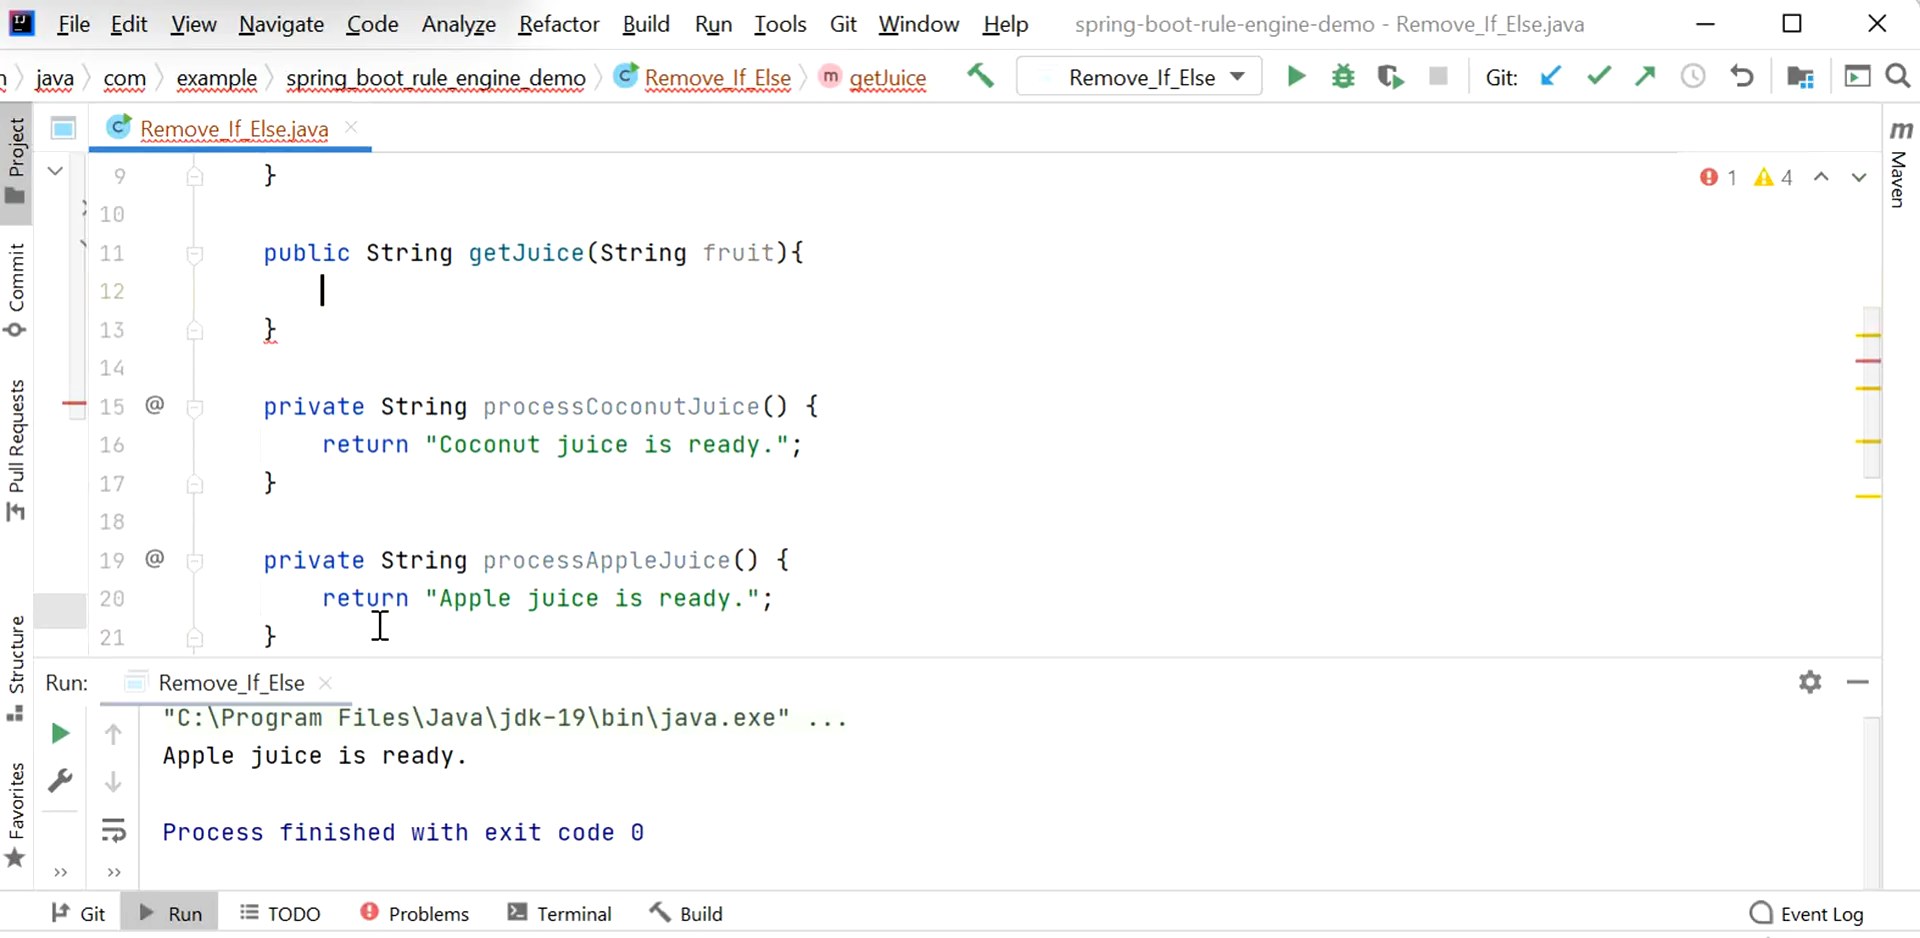 File Edit View Navigate Code Analyze Refactor Build Run Tools Git Window Help spring-boot-rule-engine-demo - Remove_If_Else.java
java com example spring_boot_rule_engine_demo Remove_If_Else getJuice Remove_If_Else Git:
Remove_If_Else.java
9 }
1 4
10
11 public String getJuice(String fruit){
12
13 }
14
15 @ private String processCoconutJuice() {
16 return "Coconut juice is ready.";
17 }
18
19 @ private String processAppleJuice() {
20 return "Apple juice is ready.";
21 }
Project
Commit
Pull Requests
Structure
Favorites
Maven
Run: Remove_If_Else
"C:\Program Files\Java\jdk-19\bin\java.exe" ...
Apple juice is ready.
Process finished with exit code 0
Git Run TODO Problems Terminal Build Event Log